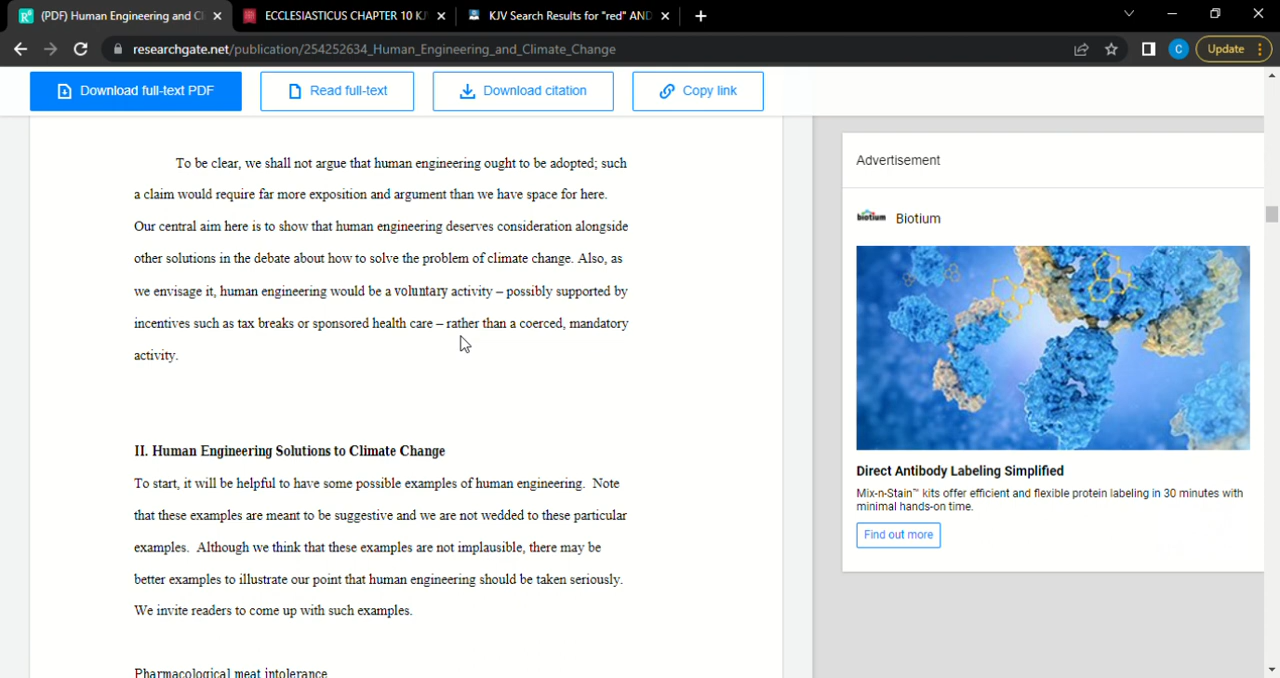 (PDF) Human Engineering and Cl
ECCLESIASTICUS CHAPTER 10 KJ
KJV Search Results for "red" AND
researchgate.net/publication/254252634_Human_Engineering_and_Climate_Change
C
Update
Download full-text PDF
Read full-text
Download citation
Copy link
To be clear, we shall not argue that human engineering ought to be adopted; such
a claim would require far more exposition and argument than we have space for here.
Our central aim here is to show that human engineering deserves consideration alongside
other solutions in the debate about how to solve the problem of climate change. Also, as
we envisage it, human engineering would be a voluntary activity – possibly supported by
incentives such as tax breaks or sponsored health care – rather than a coerced, mandatory
activity.
II. Human Engineering Solutions to Climate Change
To start, it will be helpful to have some possible examples of human engineering. Note
that these examples are meant to be suggestive and we are not wedded to these particular
examples. Although we think that these examples are not implausible, there may be
better examples to illustrate our point that human engineering should be taken seriously.
We invite readers to come up with such examples.
Pharmacological meat intolerance
Advertisement
biotium Biotium
Direct Antibody Labeling Simplified
Mix-n-Stain™ kits offer efficient and flexible protein labeling in 30 minutes with
minimal hands-on time.
Find out more